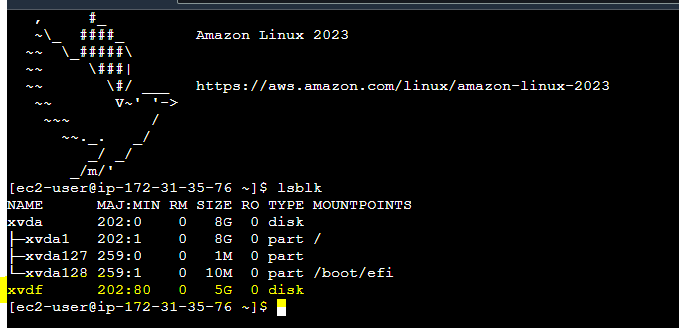 ,     #_
   ~\_  ####_        Amazon Linux 2023
  ~~  \_#####\
  ~~     \###|
  ~~       \#/ ___   https://aws.amazon.com/linux/amazon-linux-2023
   ~~       V~' '->
    ~~~         /
      ~~._.   _/
         _/ _/
       _/m/'
[ec2-user@ip-172-31-35-76 ~]$ lsblk
NAME      MAJ:MIN RM SIZE RO TYPE MOUNTPOINTS
xvda      202:0    0   8G  0 disk
├─xvda1   202:1    0   8G  0 part /
├─xvda127 259:0    0   1M  0 part
└─xvda128 259:1    0  10M  0 part /boot/efi
xvdf      202:80   0   5G  0 disk
[ec2-user@ip-172-31-35-76 ~]$